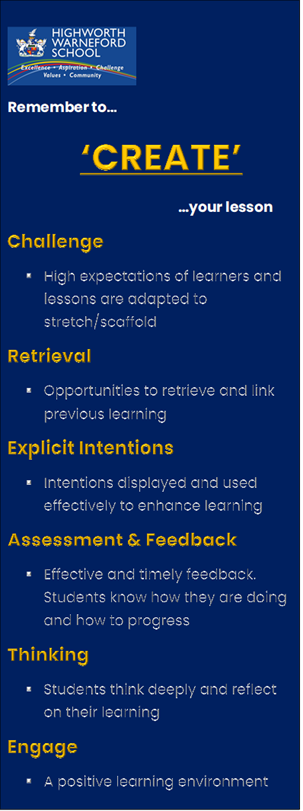 HIGHWORTH
WARNEFORD
SCHOOL
Excellence • Aspiration • Challenge
Values • Community
Remember to...
‘CREATE’
...your lesson
Challenge
▪ High expectations of learners and
lessons are adapted to
stretch/scaffold
Retrieval
▪ Opportunities to retrieve and link
previous learning
Explicit Intentions
▪ Intentions displayed and used
effectively to enhance learning
Assessment & Feedback
▪ Effective and timely feedback.
Students know how they are doing
and how to progress
Thinking
▪ Students think deeply and reflect
on their learning
Engage
▪ A positive learning environment